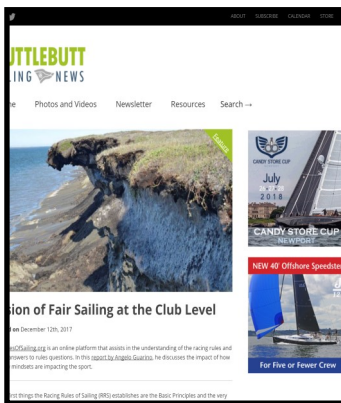 ABOUT SUBSCRIBE CALENDAR STORE
UTTLEBUTT
LING NEWS
Photos and Videos Newsletter Resources Search →
Feature
CANDY STORE CUP
July
2018
CANDY STORE CUP
NEWPORT
NEW 40' Offshore Speedster
For Five or Fewer Crew
sion of Fair Sailing at the Club Level
on December 12th, 2017
esOfSailing.org is an online platform that assists in the understanding of the racing rules and
answers to rules questions. In this report by Angelo Guarino, he discusses the impact of how
mindsets are impacting the sport.
rst things the Racing Rules of Sailing (RRS) establishes are the Basic Principles and the very